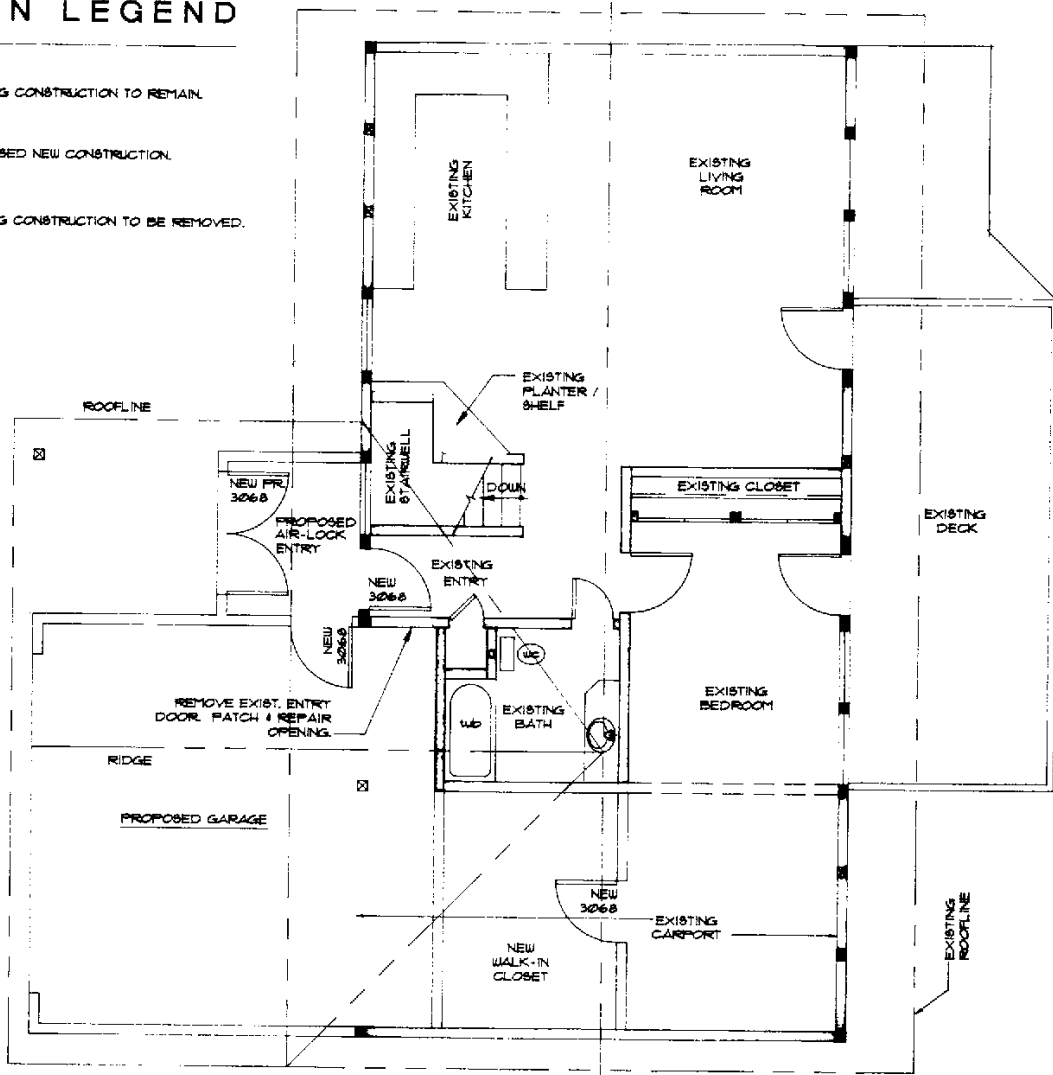 N LEGEND
G CONSTRUCTION TO REMAIN.
SED NEW CONSTRUCTION.
G CONSTRUCTION TO BE REMOVED.
EXISTING
KITCHEN
EXISTING
LIVING
ROOM
EXISTING
PLANTER /
SHELF
ROOFLINE
EXISTING
STAIRWELL
DOWN
EXISTING CLOSET
NEW PR.
3068
PROPOSED
AIR-LOCK
ENTRY
EXISTING
DECK
EXISTING
ENTRY
NEW
3068
NEW
3068
WC
REMOVE EXIST. ENTRY
DOOR. PATCH & REPAIR
OPENING.
WB
EXISTING
BATH
EXISTING
BEDROOM
RIDGE
PROPOSED GARAGE
NEW
3068
EXISTING
CARPORT
NEW
WALK-IN
CLOSET
EXISTING
ROOFLINE